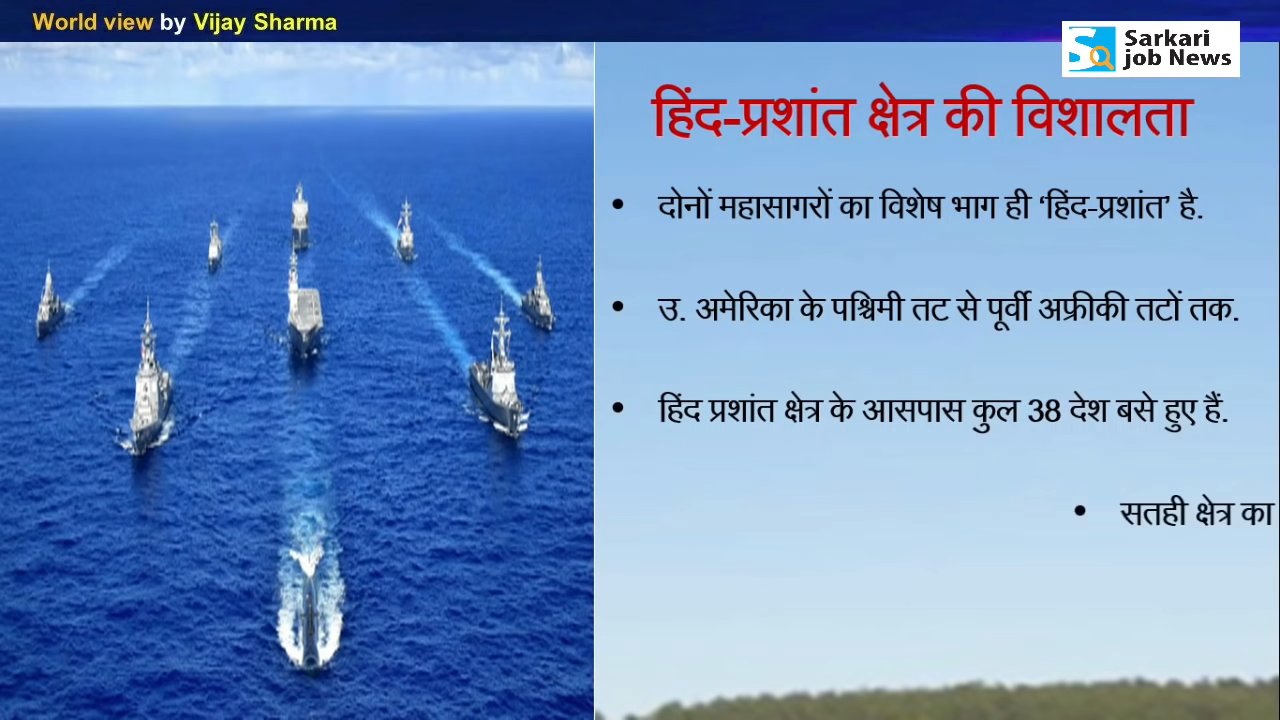 World view by Vijay Sharma
Sarkari
job News
हिंद-प्रशांत क्षेत्र की विशालता
• दोनों महासागरों का विशेष भाग ही ‘हिंद-प्रशांत’ है.
• उ. अमेरिका के पश्चिमी तट से पूर्वी अफ्रीकी तटों तक.
• हिंद प्रशांत क्षेत्र के आसपास कुल 38 देश बसे हुए हैं.
• सतही क्षेत्र का